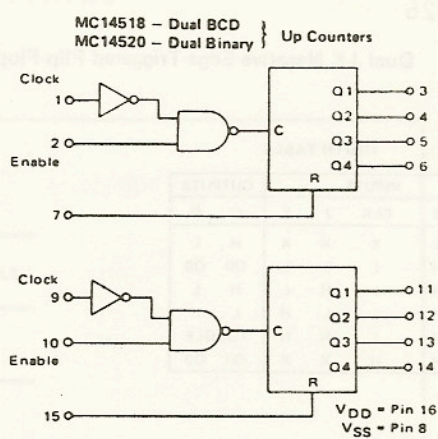 MC14518 – Dual BCD
MC14520 – Dual Binary
Up Counters
Clock
1
2
Enable
7
C
R
Q1
Q2
Q3
Q4
3
4
5
6
Clock
9
10
Enable
15
C
R
Q1
Q2
Q3
Q4
11
12
13
14
VDD = Pin 16
VSS = Pin 8